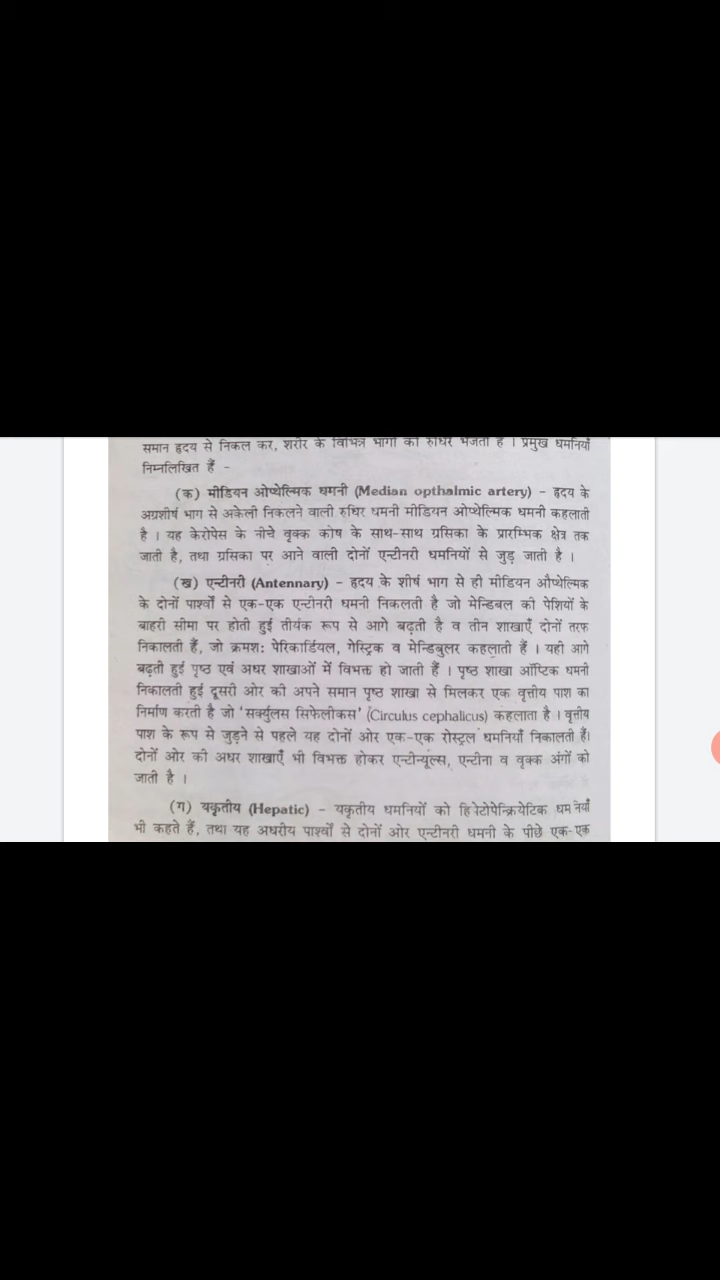 समान हृदय से निकल कर, शरीर के विभिन्न भागों को रुधिर भेजती है । प्रमुख धमनियाँ
निम्नलिखित हैं -
(क) मीडियन ओप्थेल्मिक धमनी (Median opthalmic artery) - हृदय के
अग्रशीर्ष भाग से अकेली निकलने वाली रुधिर धमनी मीडियन ओप्थेल्मिक धमनी कहलाती
है । यह केरोपेस के नीचे वृक्क कोष के साथ-साथ ग्रसिका के प्रारम्भिक क्षेत्र तक
जाती है, तथा ग्रसिका पर आने वाली दोनों एन्टीनरी धमनियों से जुड़ जाती है ।
(ख) एन्टीनरी (Antennary) - हृदय के शीर्ष भाग से ही मीडियन औप्थेल्मिक
के दोनों पार्श्वों से एक-एक एन्टीनरी धमनी निकलती है जो मेन्डिबल की पेशियों के
बाहरी सीमा पर होती हुई तीर्यक रूप से आगे बढ़ती है व तीन शाखाएँ दोनों तरफ
निकालती हैं, जो क्रमश: पेरिकार्डियल, गेस्ट्रिक व मेन्डिबुलर कहलाती हैं । यही आगे
बढ़ती हुई पृष्ठ एवं अधर शाखाओं में विभक्त हो जाती हैं । पृष्ठ शाखा ऑप्टिक धमनी
निकालती हुई दूसरी ओर की अपने समान पृष्ठ शाखा से मिलकर एक वृत्तीय पाश का
निर्माण करती है जो 'सर्क्युलस सिफेलीकस' (Circulus cephalicus) कहलाता है । वृत्तीय
पाश के रूप से जुड़ने से पहले यह दोनों ओर एक-एक रोस्ट्रल धमनियाँ निकालती हैं।
दोनों ओर की अधर शाखाएँ भी विभक्त होकर एन्टीन्यूल्स, एन्टीना व वृक्क अंगों को
जाती है ।
(ग) यकृतीय (Hepatic) - यकृतीय धमनियों को हिपेटोपेन्क्रियेटिक धमनियाँ
भी कहते हैं, तथा यह अधरीय पार्श्वों से दोनों ओर एन्टीनरी धमनी के पीछे एक-एक